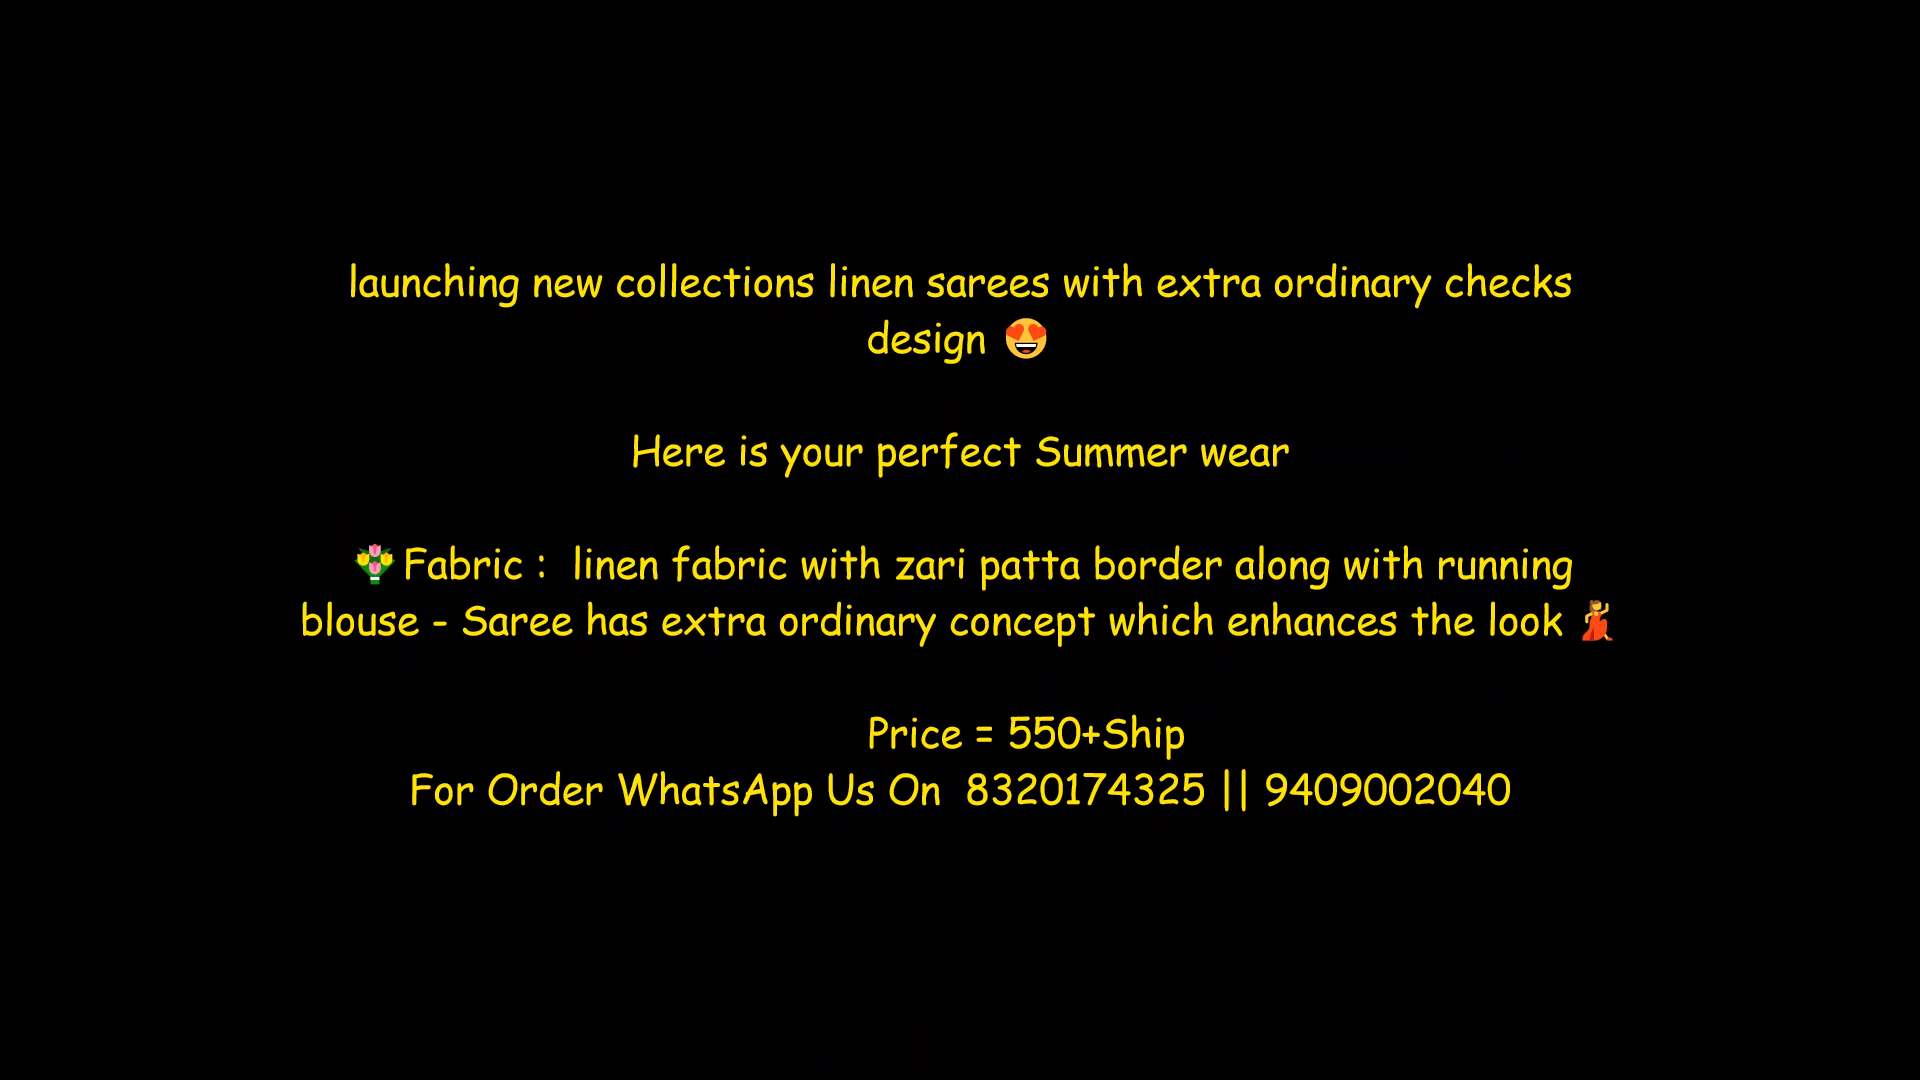 launching new collections linen sarees with extra ordinary checks
design 😍
Here is your perfect Summer wear
💐Fabric :  linen fabric with zari patta border along with running
blouse - Saree has extra ordinary concept which enhances the look 💃
Price = 550+Ship
For Order WhatsApp Us On  8320174325 || 9409002040